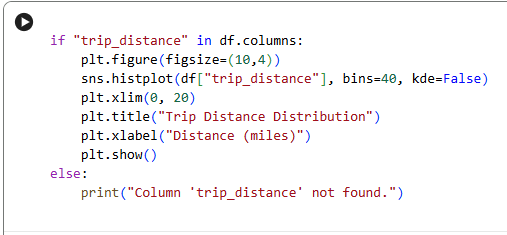 if "trip_distance" in df.columns:
    plt.figure(figsize=(10,4))
    sns.histplot(df["trip_distance"], bins=40, kde=False)
    plt.xlim(0, 20)
    plt.title("Trip Distance Distribution")
    plt.xlabel("Distance (miles)")
    plt.show()
else:
    print("Column 'trip_distance' not found.")